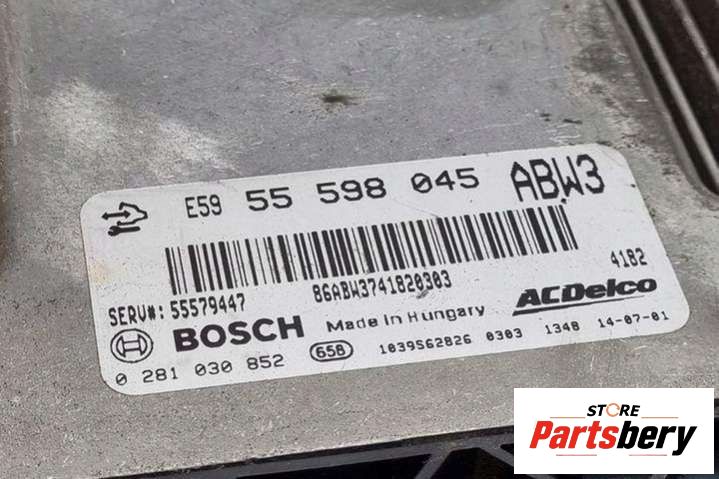 E59 55 598 045 ABW3
86ABW3741820303 4182
SERV#: 55579447
BOSCH Made in Hungary ACDelco
0 281 030 852 658 1039S62826 0303 1348 14-07-01
STORE
Partsbery